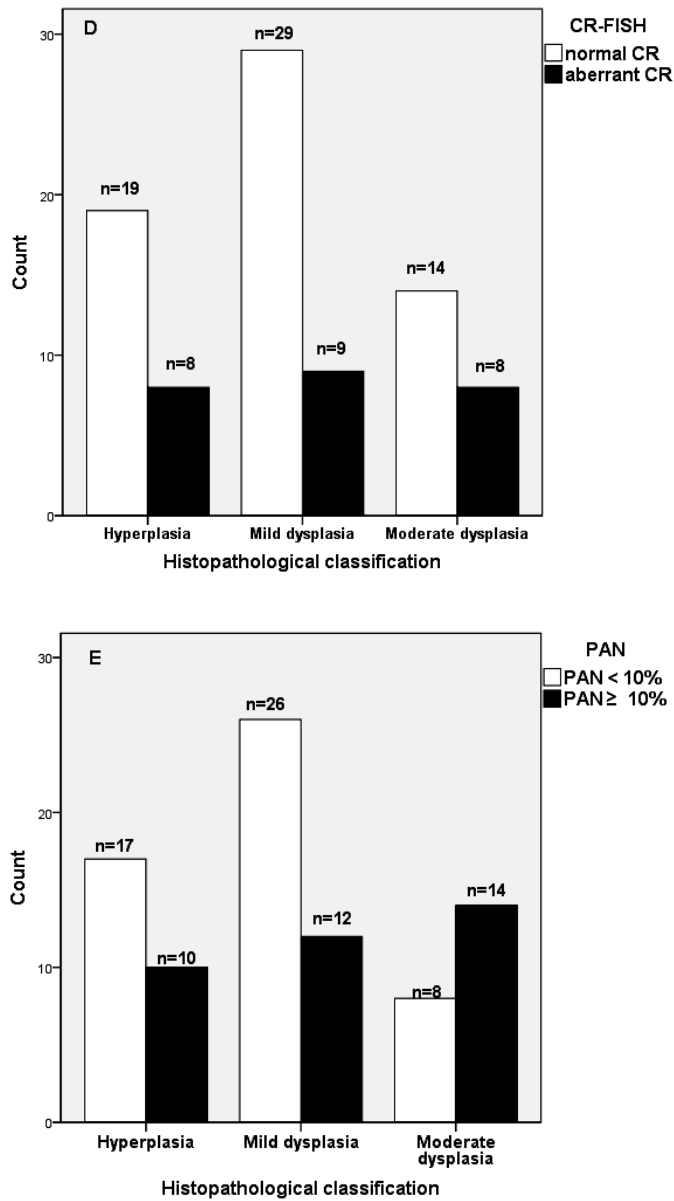 D
CR-FISH
normal CR
aberrant CR
30
20
10
0
Count
n=19
n=8
n=29
n=9
n=14
n=8
Hyperplasia
Mild dysplasia
Moderate dysplasia
Histopathological classification
E
PAN
PAN < 10%
PAN ≥ 10%
30
20
10
0
Count
n=17
n=10
n=26
n=12
n=8
n=14
Hyperplasia
Mild dysplasia
Moderate
dysplasia
Histopathological classification